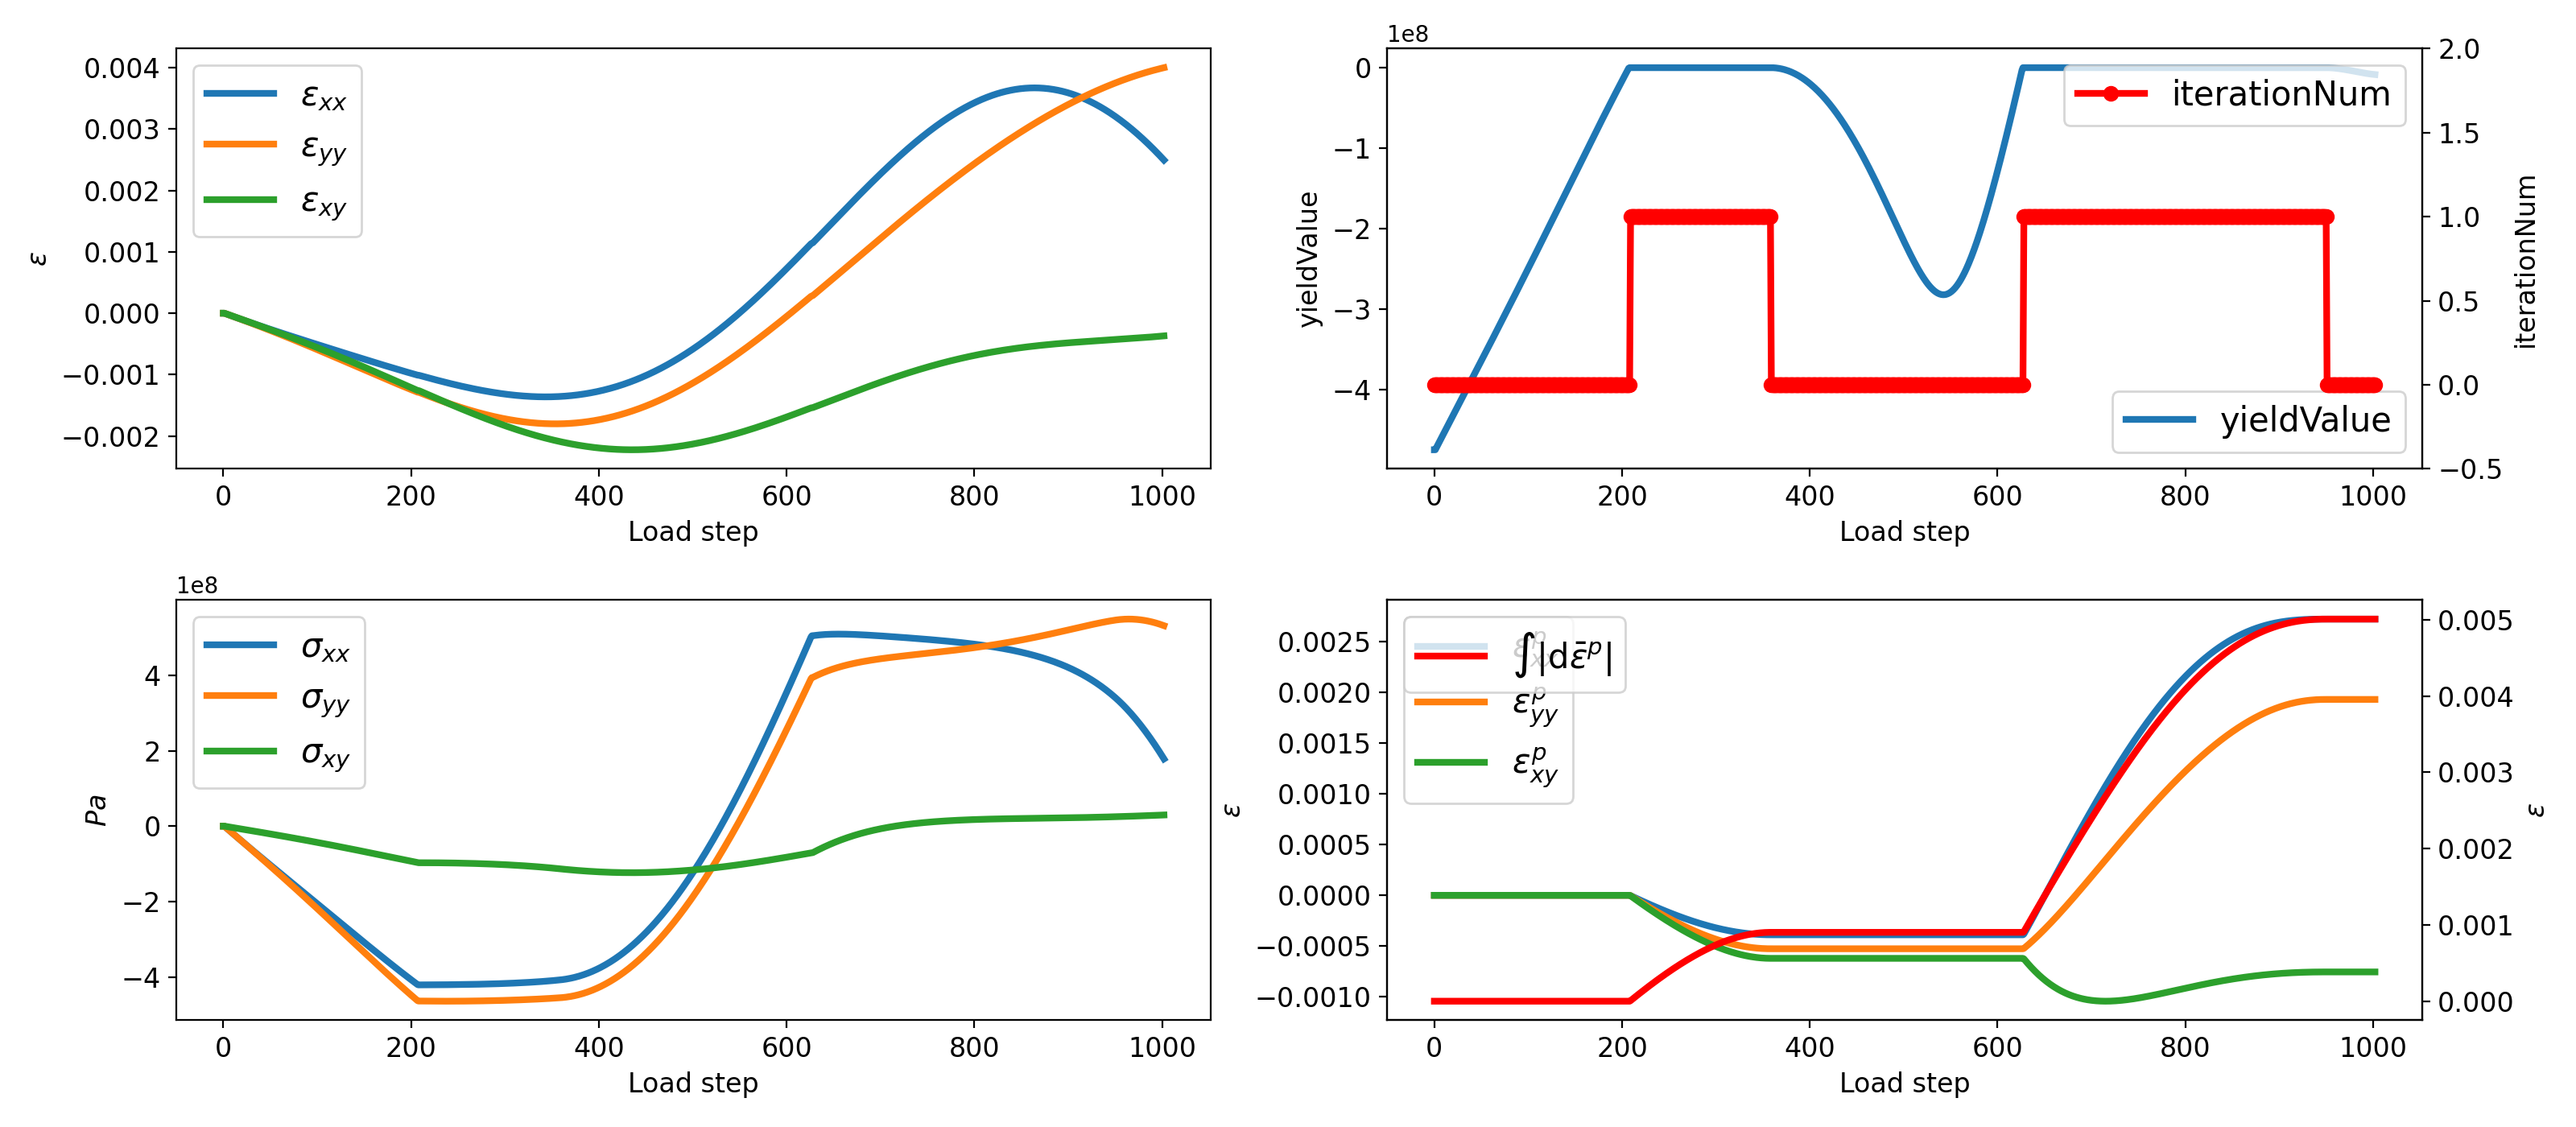 0.004
0.003
0.002
0.001
0.000
−0.001
−0.002
ε
ε_xx
ε_yy
ε_xy
0 200 400 600 800 1000
Load step
1e8
0
−1
−2
−3
−4
yieldValue
iterationNum
yieldValue
2.0
1.5
1.0
0.5
0.0
−0.5
iterationNum
0 200 400 600 800 1000
Load step
1e8
4
2
0
−2
−4
Pa
σ_xx
σ_yy
σ_xy
0 200 400 600 800 1000
Load step
0.0025
0.0020
0.0015
0.0010
0.0005
0.0000
−0.0005
−0.0010
ε
ε^p_xx
∫|dε̄^p|
ε^p_yy
ε^p_xy
0.005
0.004
0.003
0.002
0.001
0.000
ε
0 200 400 600 800 1000
Load step